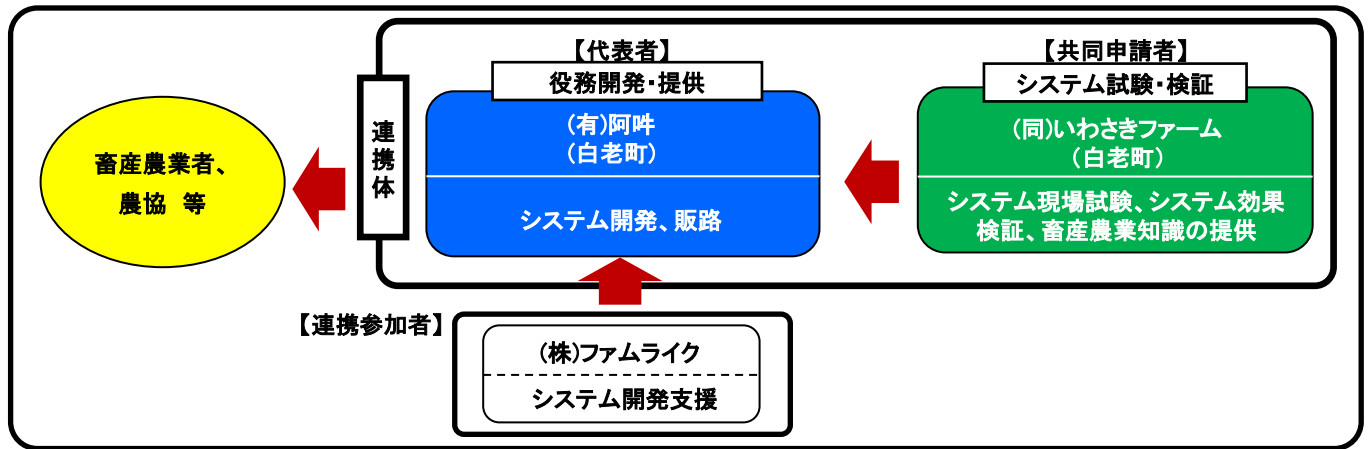 【代表者】
役務開発・提供
(有)阿吽
(白老町)
システム開発、販路
【共同申請者】
システム試験・検証
(同)いわさきファーム
(白老町)
システム現場試験、システム効果
検証、畜産農業知識の提供
連携体
畜産農業者、
農協 等
【連携参加者】
(株)ファムライク
システム開発支援